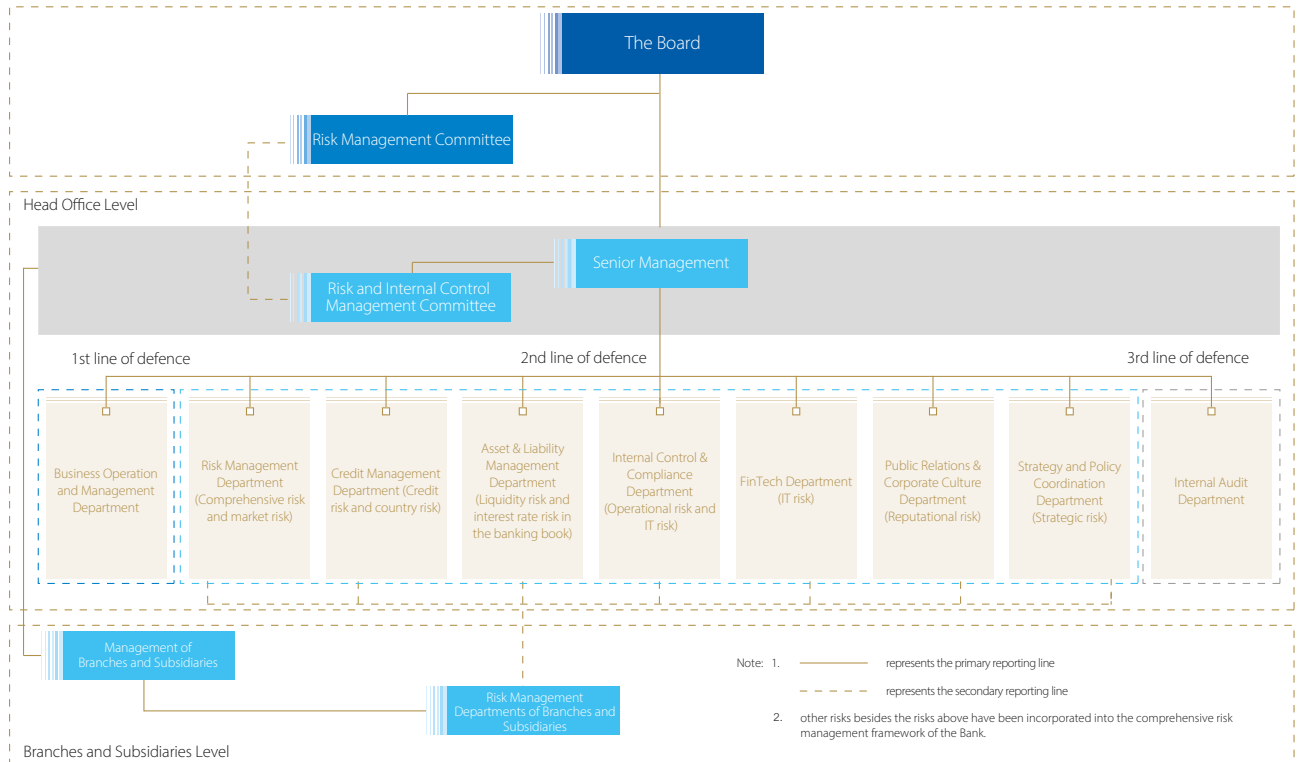 The Board
Risk Management Committee
Head Office Level
Senior Management
Risk and Internal Control
Management Committee
1st line of defence
2nd line of defence
3rd line of defence
Business Operation
and Management
Department
Risk Management
Department
(Comprehensive risk
and market risk)
Credit Management
Department (Credit
risk and country risk)
Asset & Liability
Management
Department
(Liquidity risk and
interest rate risk in
the banking book)
Internal Control &
Compliance
Department
(Operational risk and
IT risk)
FinTech Department
(IT risk)
Public Relations &
Corporate Culture
Department
(Reputational risk)
Strategy and Policy
Coordination
Department
(Strategic risk)
Internal Audit
Department
Management of
Branches and Subsidiaries
Risk Management
Departments of Branches and
Subsidiaries
Note: 1. represents the primary reporting line
represents the secondary reporting line
2. other risks besides the risks above have been incorporated into the comprehensive risk
management framework of the Bank.
Branches and Subsidiaries Level